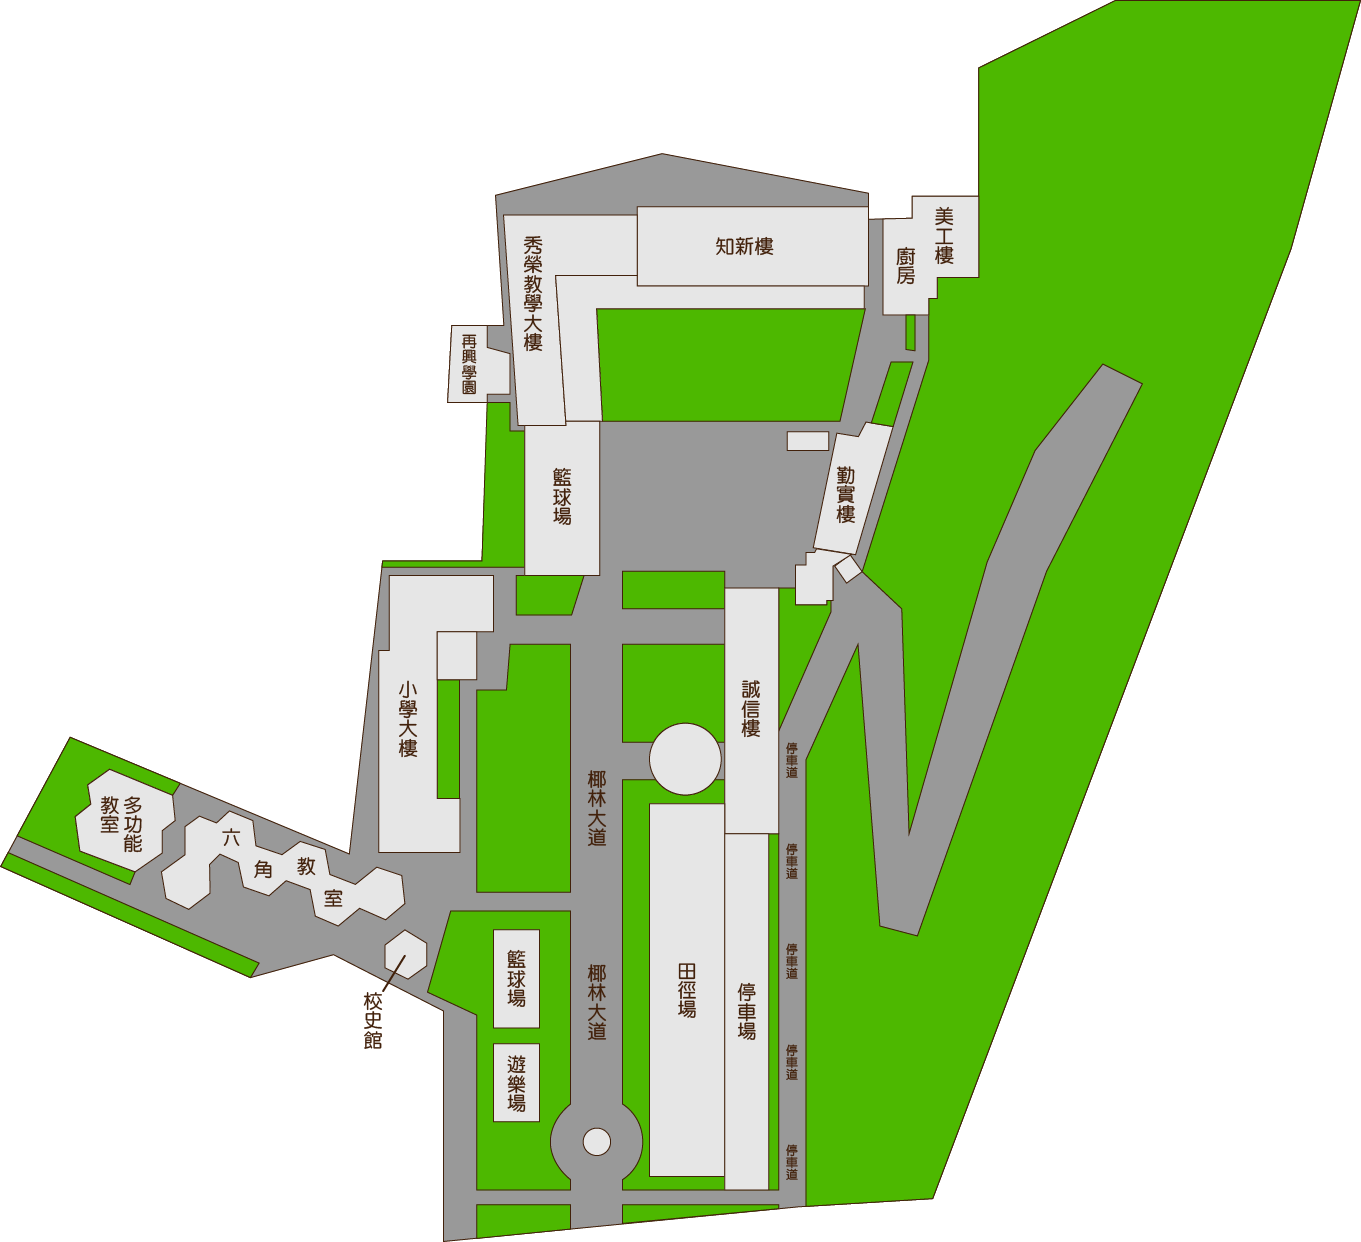 美工樓
廚房
知新樓
秀榮教學大樓
再興學園
籃球場
勤實樓
小學大樓
誠信樓
停車道
椰林大道
多功能
教室
六角教室
停車道
籃球場
椰林大道
田徑場
停車場
停車道
校史館
遊樂場
停車道
停車道